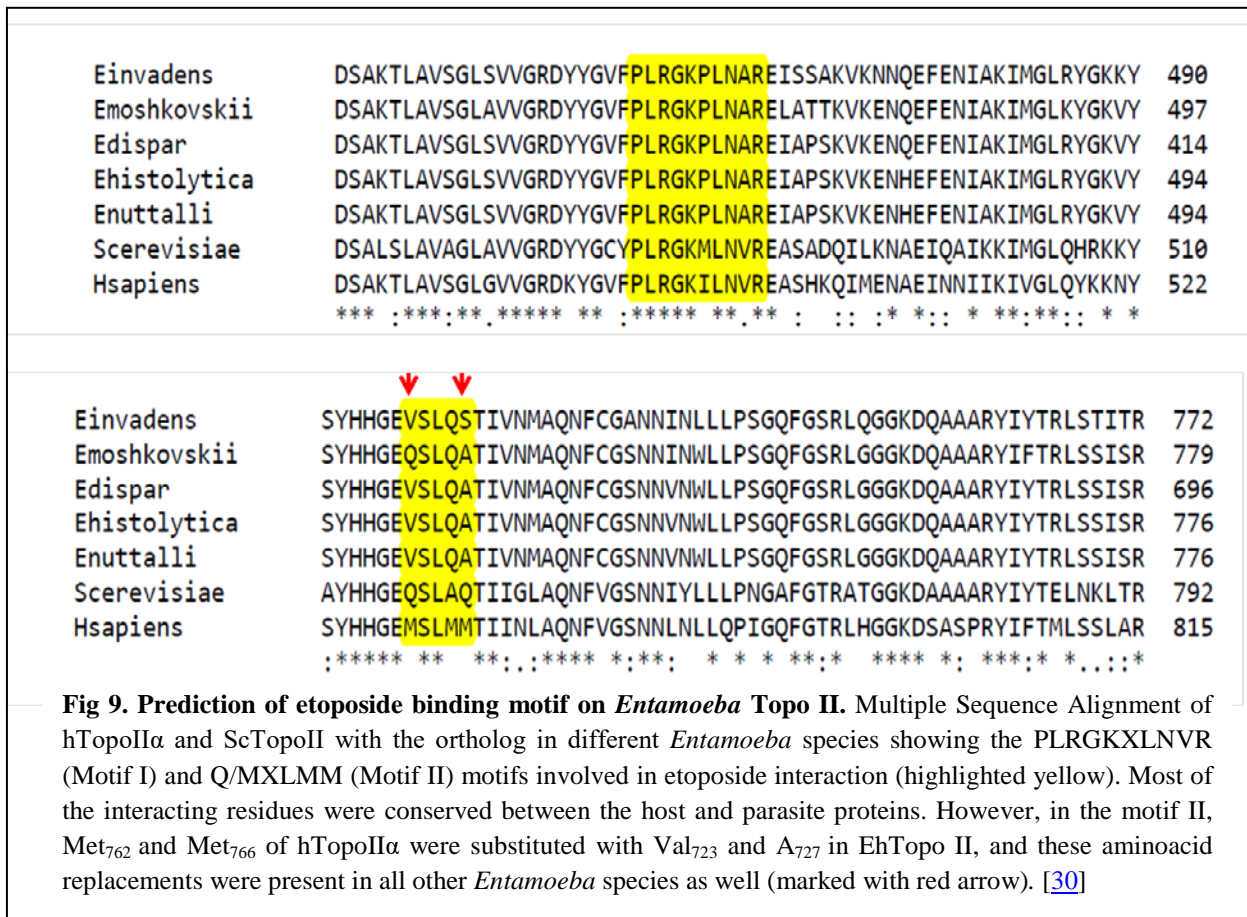 Einvadens DSAKTLAVSGLSVVGRDYYGVFPLRGKPLNAREISSAKVKNNQEFENIAKIMGLRYGKKY 490
Emoshkovskii DSAKTLAVSGLSVVGRDYYGVFPLRGKPLNARELATTKVKENQEFENIAKIMGLKYGKVY 497
Edispar DSAKTLAVSGLSVVGRDYYGVFPLRGKPLNAREIAPSKVKENQEFENIAKIMGLRYGKVY 414
Ehistolytica DSAKTLAVSGLSVVGRDYYGVFPLRGKPLNAREIAPSKVKENHEFENIAKIMGLRYGKVY 494
Enuttalli DSAKTLAVSGLSVVGRDYYGVFPLRGKPLNAREIAPSKVKENHEFENIAKIMGLRYGKVY 494
Scerevisiae DSALSLAVAGLAVVGRDYYGCYPLRGKMLNVREASADQILKNAEIQAIKKIMGLQHRKKY 510
Hsapiens DSAKTLAVSGLGVVGRDKYGVFPLRGKILNVREASHKQIMENAEINNIIKIVGLQYKKNY 522
*** :***:**.***** ** :***** **.** : :: :* *:: * **:**:: * *
Einvadens SYHHGEVSLQSTIVNMAQNFCGANNINLLLPSGQFGSRLQGGKDQAAARYIYTRLSTITR 772
Emoshkovskii SYHHGEQSLQATIVNMAQNFCGSNNINWLLPSGQFGSRLGGGKDQAAARYIFTRLSSISR 779
Edispar SYHHGEVSLQATIVNMAQNFCGSNNVNWLLPSGQFGSRLGGGKDQAAARYIYTRLSSISR 696
Ehistolytica SYHHGEVSLQATIVNMAQNFCGSNNVNWLLPSGQFGSRLGGGKDQAAARYIYTRLSSISR 776
Enuttalli SYHHGEVSLQATIVNMAQNFCGSNNVNWLLPSGQFGSRLGGGKDQAAARYIYTRLSSISR 776
Scerevisiae AYHHGEQSLAQTIIGLAQNFVGSNNIYLLLPNGAFGTRATGGKDAAAARYIYTELNKLTR 792
Hsapiens SYHHGEMSLMMTIINLAQNFVGSNNLNLLQPIGQFGTRLHGGKDSASPRYIFTMLSSLAR 815
:***** ** **:.:**** *:**: * * * **:* **** *: ***:* *..::*
Fig 9. Prediction of etoposide binding motif on Entamoeba Topo II. Multiple Sequence Alignment of
hTopoIIα and ScTopoII with the ortholog in different Entamoeba species showing the PLRGKXLNVR
(Motif I) and Q/MXLMM (Motif II) motifs involved in etoposide interaction (highlighted yellow). Most of
the interacting residues were conserved between the host and parasite proteins. However, in the motif II,
Met762 and Met766 of hTopoIIα were substituted with Val723 and A727 in EhTopo II, and these aminoacid
replacements were present in all other Entamoeba species as well (marked with red arrow). [30]